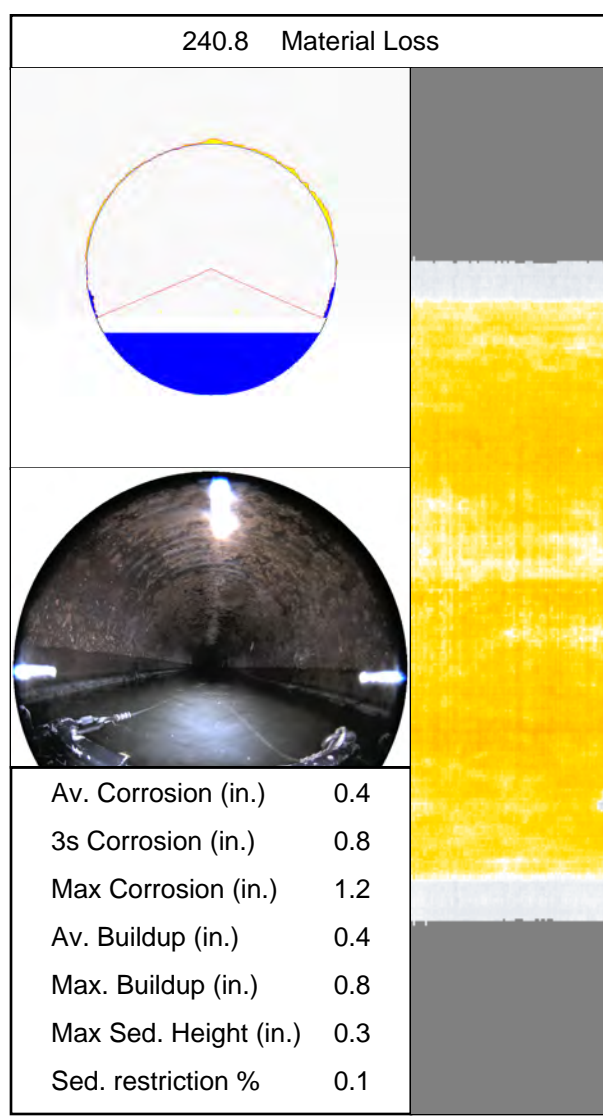 240.8 Material Loss
Av. Corrosion (in.) 0.4
3s Corrosion (in.) 0.8
Max Corrosion (in.) 1.2
Av. Buildup (in.) 0.4
Max. Buildup (in.) 0.8
Max Sed. Height (in.) 0.3
Sed. restriction % 0.1